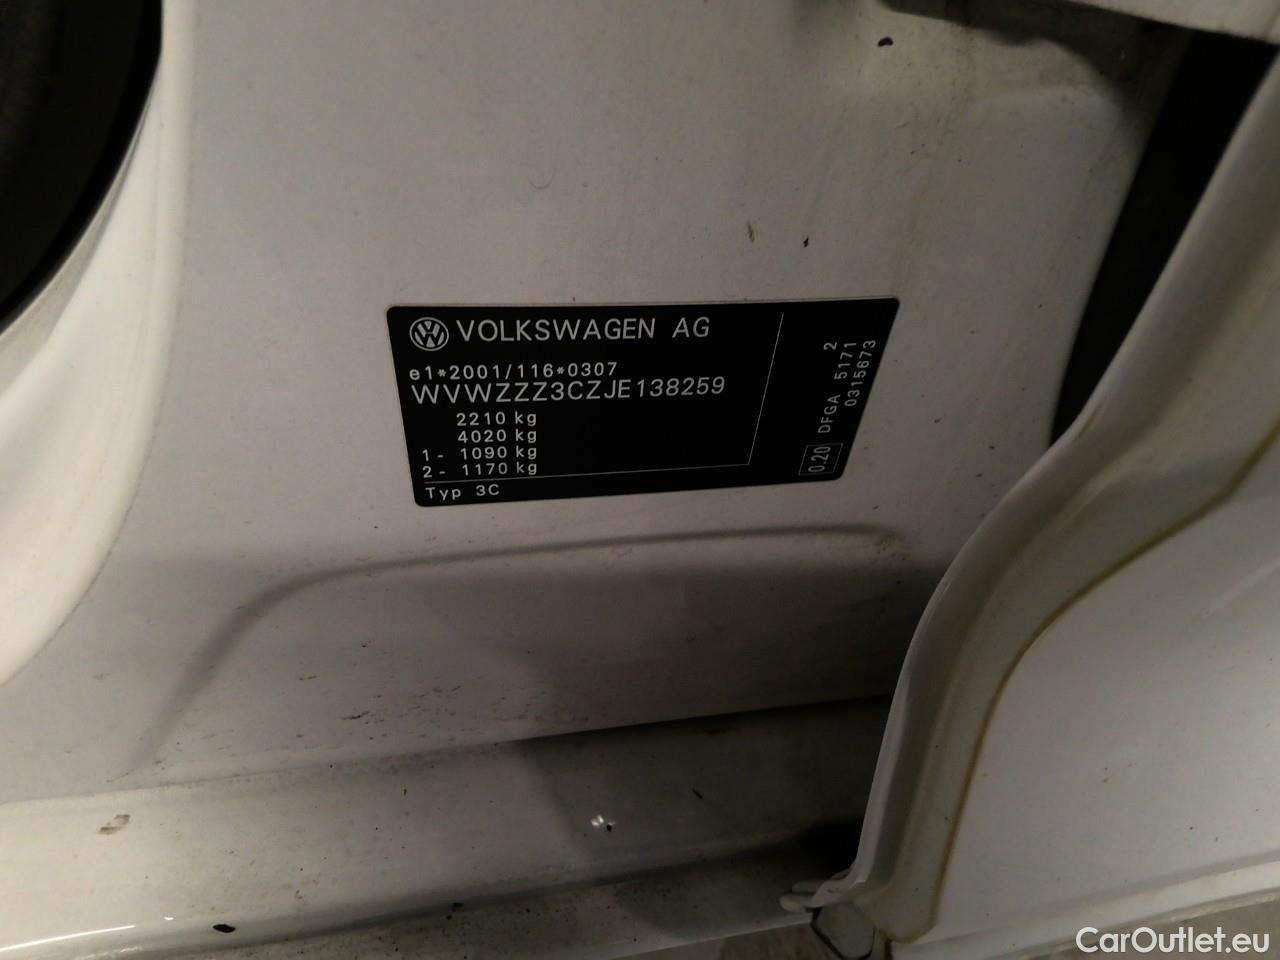 VOLKSWAGEN AG
e1*2001/116*0307
WVWZZZ3CZJE138259
2210 kg
4020 kg
1 - 1090 kg
2 - 1170 kg
Typ 3C
2
DFGA 5171
0315673
0.20
CarOutlet.eu